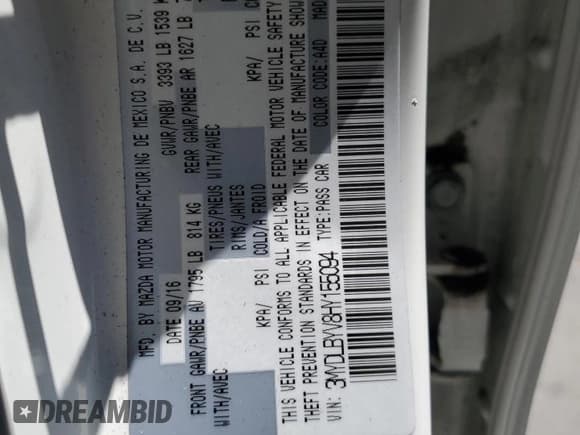 MFD. BY MAZDA MOTOR MANUFACTURING DE MEXICO S.A. DE C.V.
DATE 09/16 GVWR/PNBV 3393 LB 1539 K
FRONT GAWR/PNBE AV 1795 LB 814 KG REAR GAWR/PNBE AR 1627 LB
WITH/AVEC TIRES/PNEUS WITH/AVEC
RIMS/JANTES
KPA/ PSI COLD/A FROID KPA/ PSI
THIS VEHICLE CONFORMS TO ALL APPLICABLE FEDERAL MOTOR VEHICLE SAFETY
THEFT PREVENTION STANDARDS IN EFFECT ON THE DATE OF MANUFACTURE SHOW
VIN: 3MYDLBYV8HY155094 TYPE:PASS CAR COLOR CODE:A4D MAD
DREAMBID